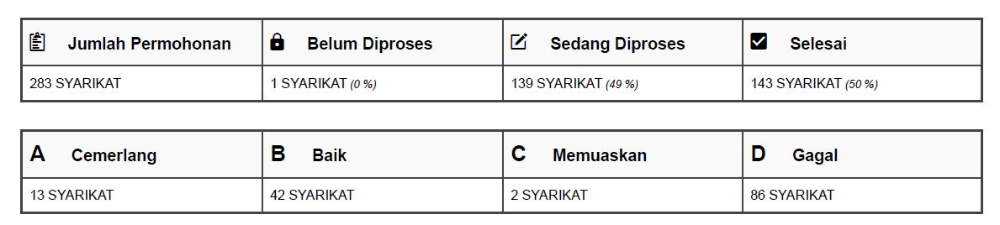 Jumlah Permohonan Belum Diproses Sedang Diproses Selesai
283 SYARIKAT 1 SYARIKAT (0 %) 139 SYARIKAT (49 %) 143 SYARIKAT (50 %)
A Cemerlang B Baik C Memuaskan D Gagal
13 SYARIKAT 42 SYARIKAT 2 SYARIKAT 86 SYARIKAT